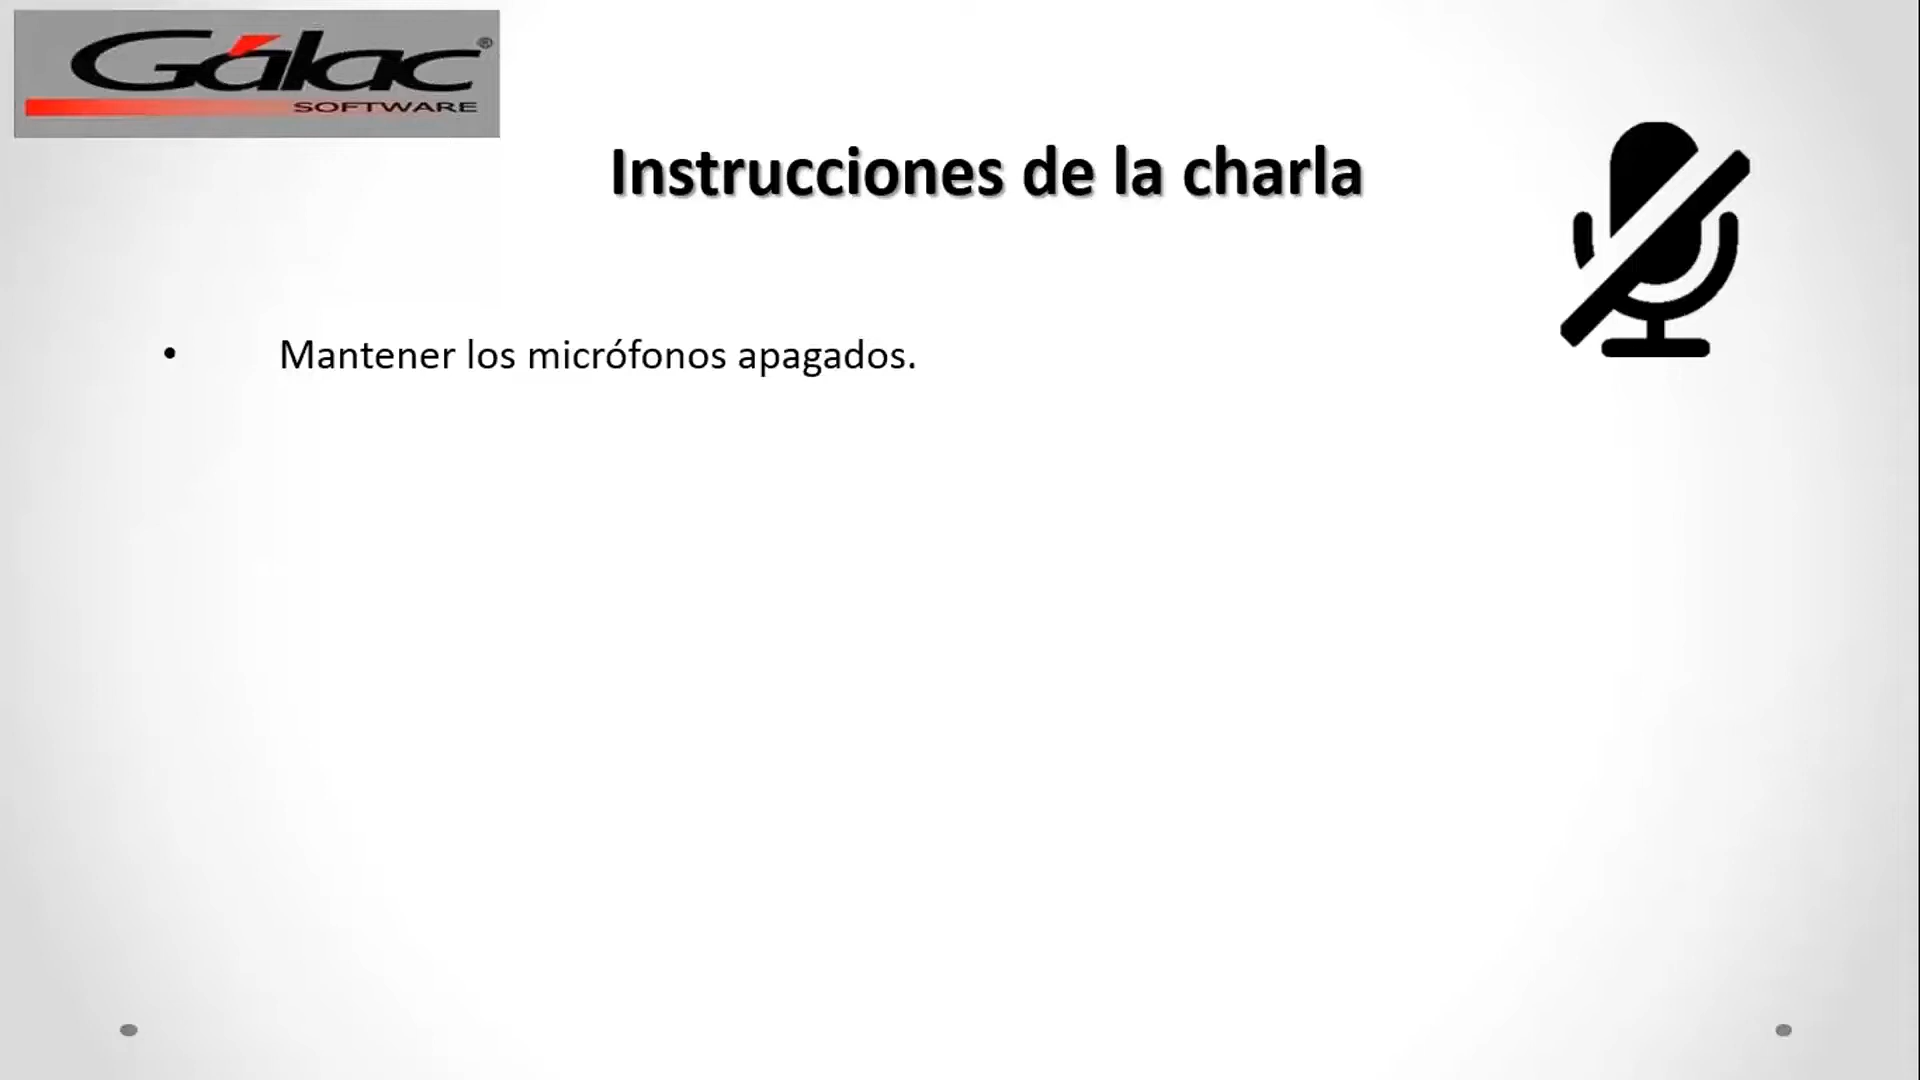 Gálac®
SOFTWARE
Instrucciones de la charla
• Mantener los micrófonos apagados.